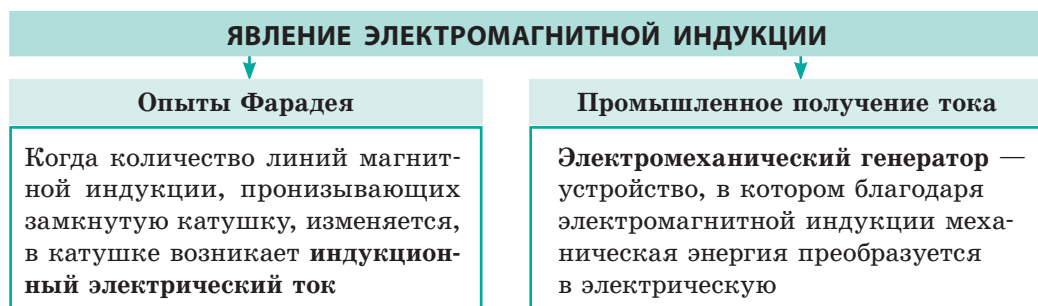 ЯВЛЕНИЕ ЭЛЕКТРОМАГНИТНОЙ ИНДУКЦИИ
Опыты Фарадея
Когда количество линий магнит-
ной индукции, пронизывающих
замкнутую катушку, изменяется,
в катушке возникает индукцион-
ный электрический ток
Промышленное получение тока
Электромеханический генератор —
устройство, в котором благодаря
электромагнитной индукции меха-
ническая энергия преобразуется
в электрическую